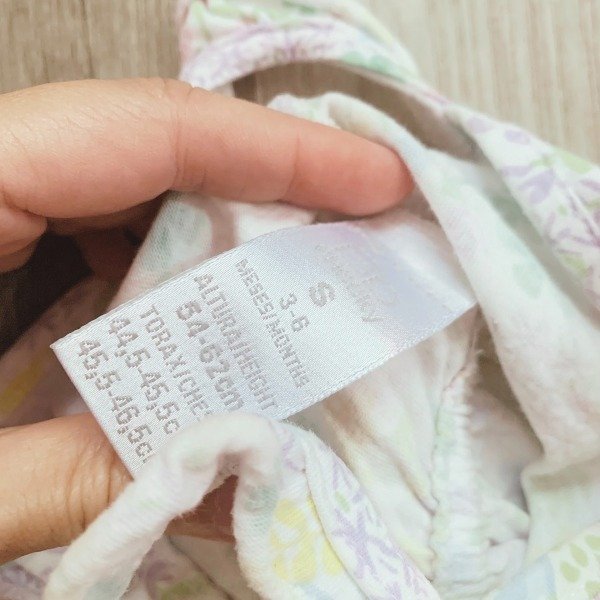 S
3-6
MESES/MONTHS
ALTURA/HEIGHT
54-62cm
TORAX/CHE
44,5-45,5c
45,5-46,5c